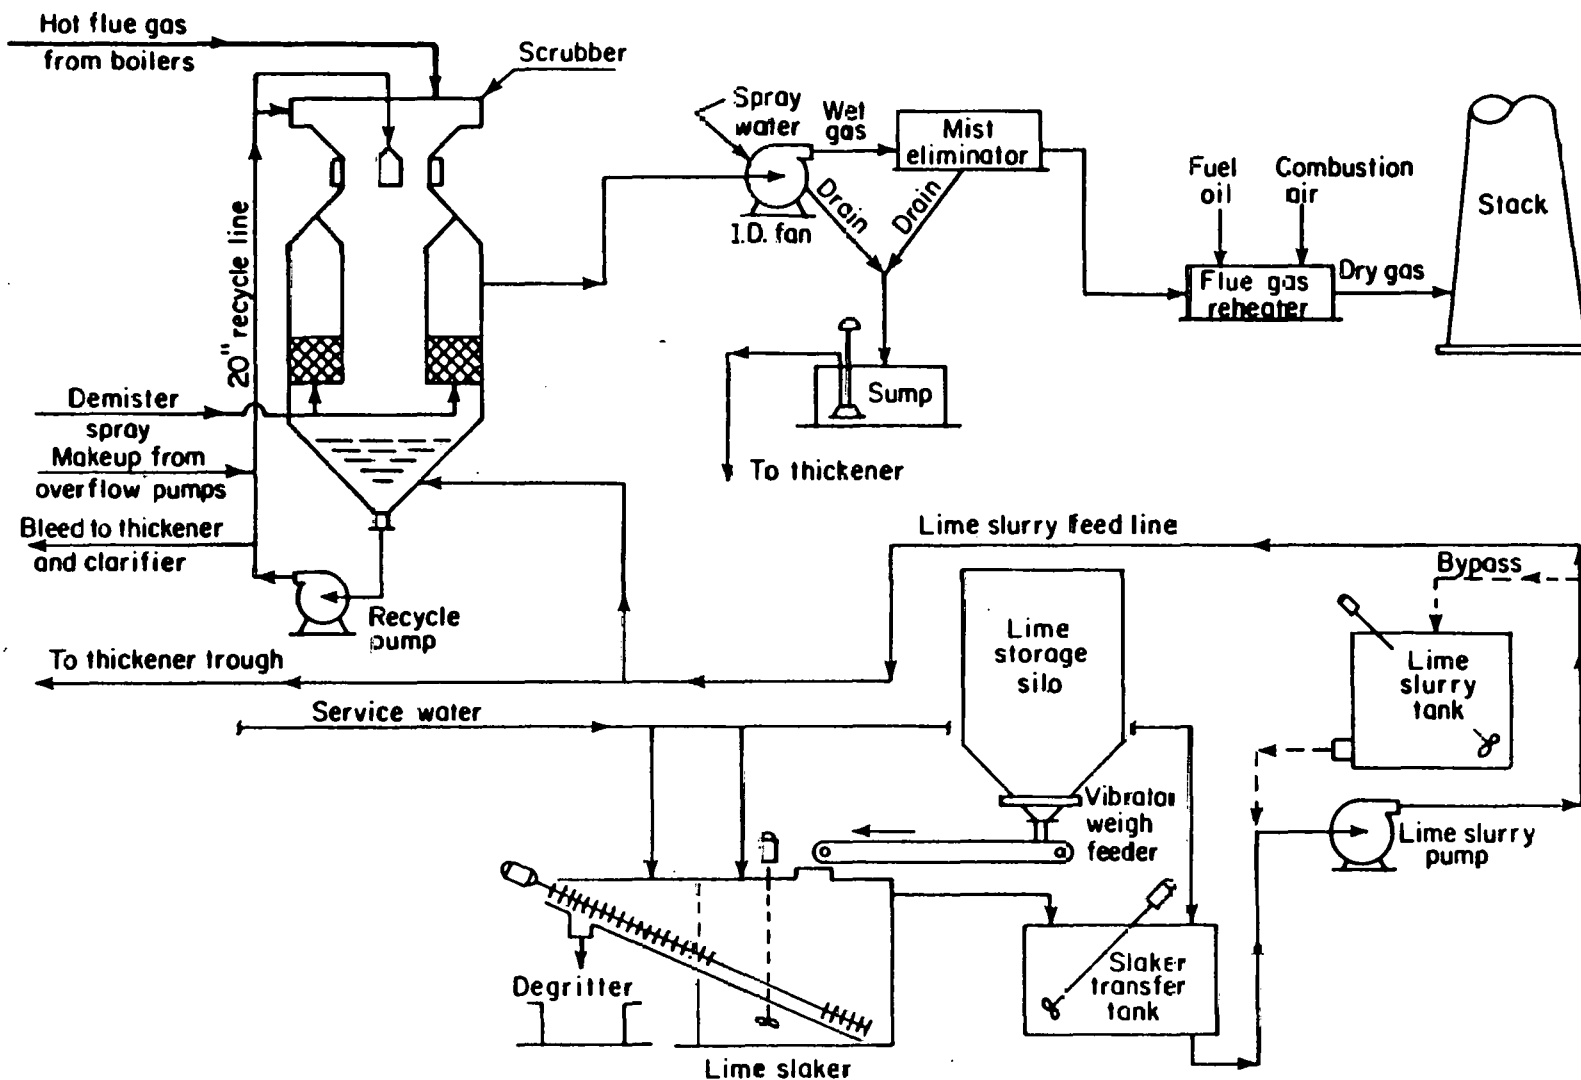 Hot flue gas
from boilers
Scrubber
20" recycle line
Demister
spray
Makeup from
overflow pumps
Bleed to thickener
and clarifier
Recycle
pump
To thickener trough
Service water
Spray
water
Wet
gas
Mist
eliminator
I.D. fan
Drain
Drain
Sump
To thickener
Fuel
oil
Combustion
air
Flue gas
reheater
Dry gas
Stack
Lime slurry feed line
Bypass
Lime
storage
silo
Lime
slurry
tank
Vibrator
weigh
feeder
Lime slurry
pump
Degritter
Slaker
transfer
tank
Lime slaker